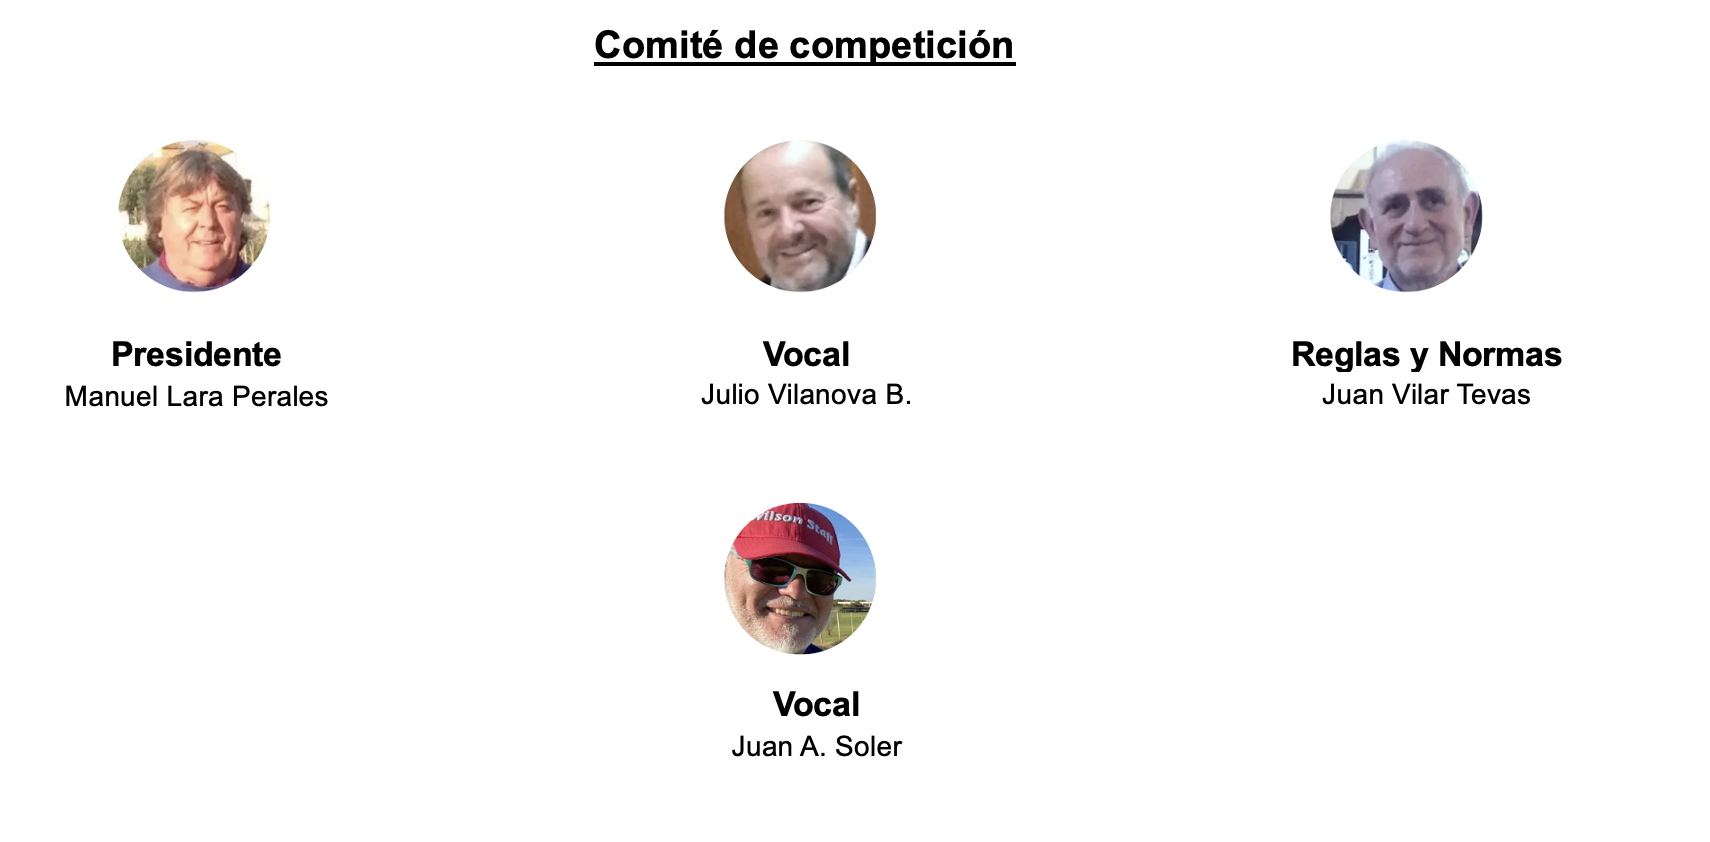 Comité de competición
Presidente
Manuel Lara Perales
Vocal
Julio Vilanova B.
Reglas y Normas
Juan Vilar Tevas
Wilson Staff
Vocal
Juan A. Soler